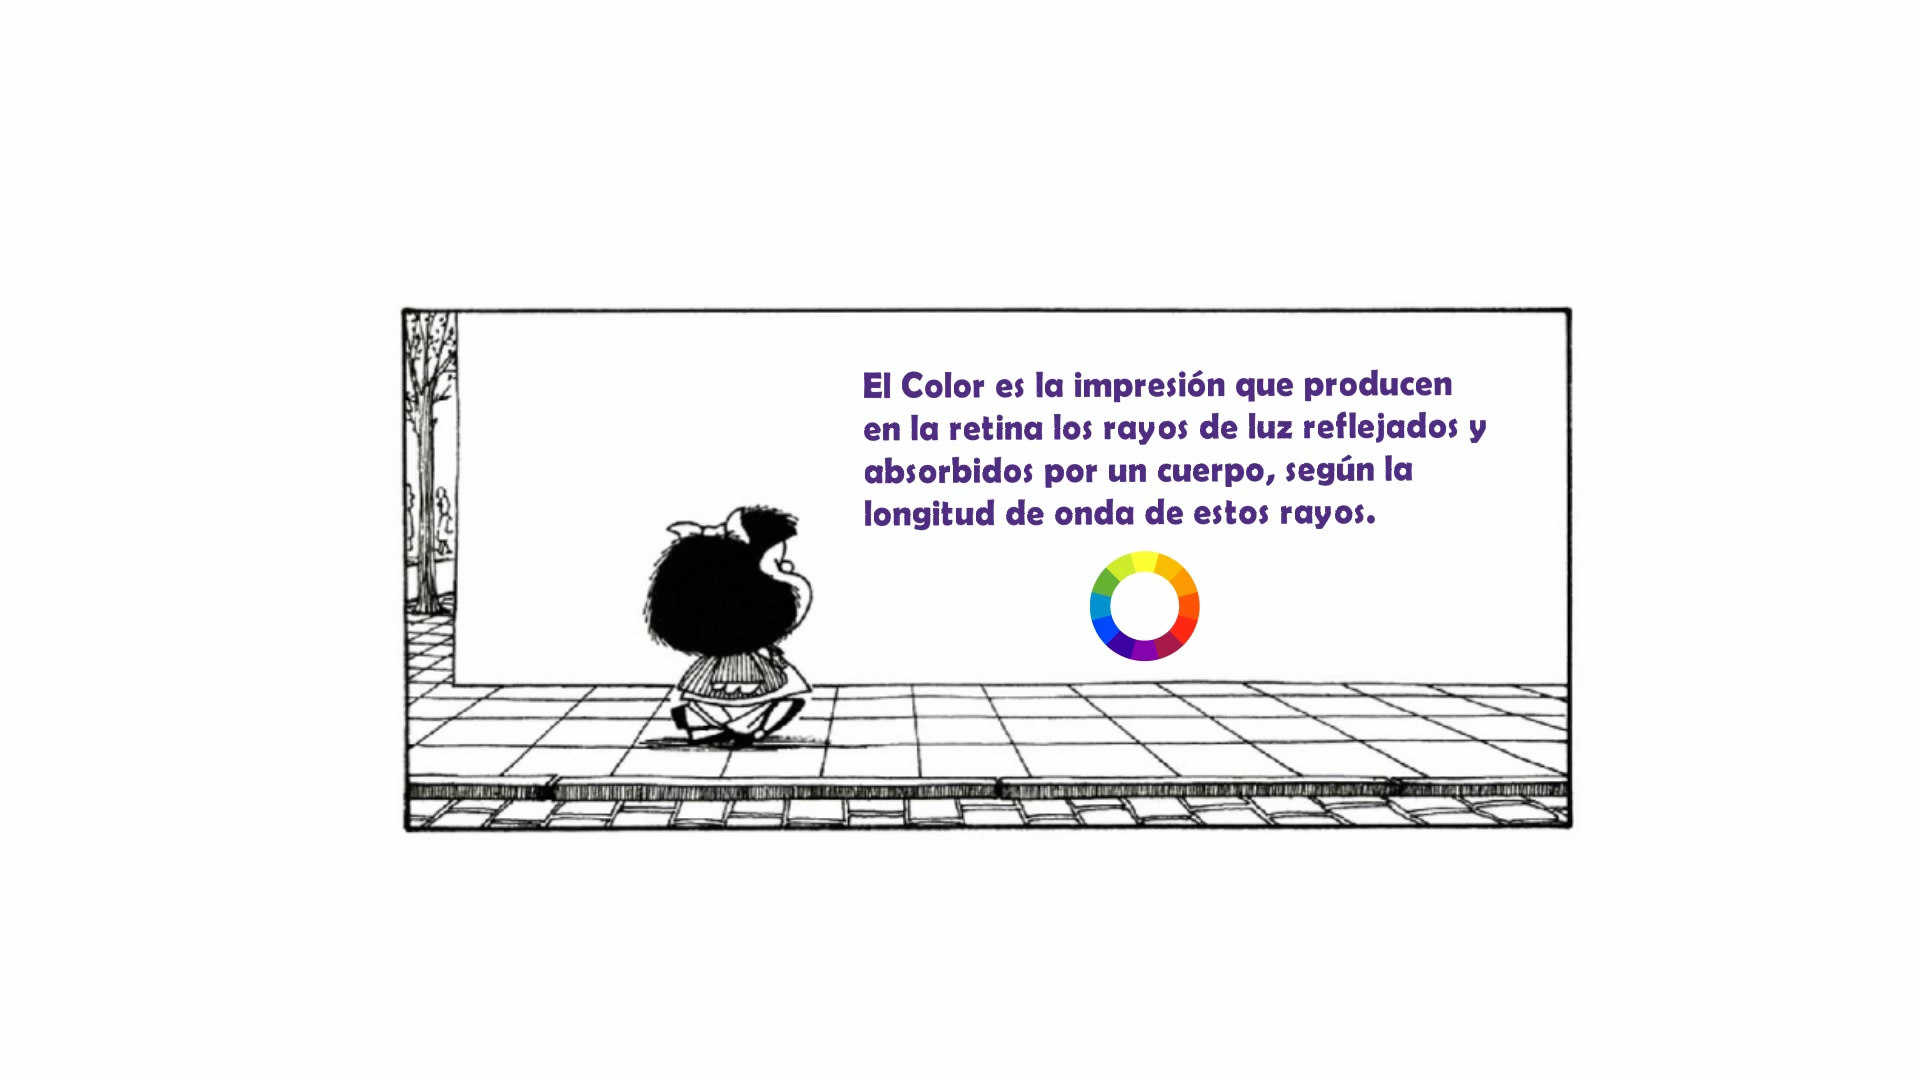 El Color es la impresión que producen
en la retina los rayos de luz reflejados y
absorbidos por un cuerpo, según la
longitud de onda de estos rayos.